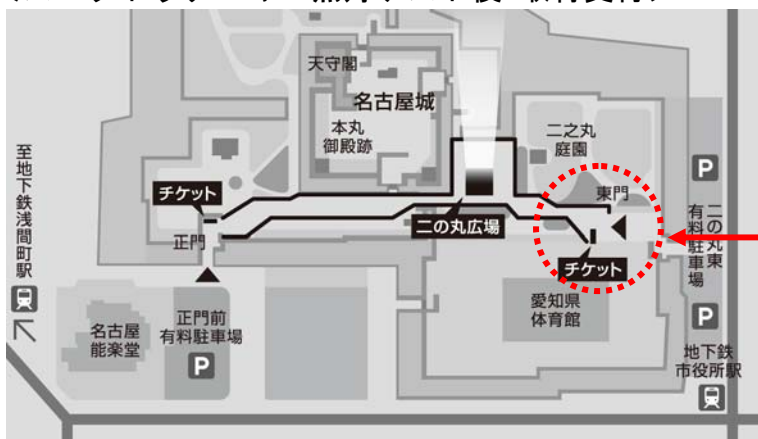 天守閣
名古屋城
本丸
御殿跡
二之丸
庭園
至地下鉄浅間町駅
P
チケット
東門
二の丸東
有料駐車場
正門
二の丸広場
チケット
愛知県
体育館
名古屋
能楽堂
正門前
有料駐車場
P
P
地下鉄
市役所駅